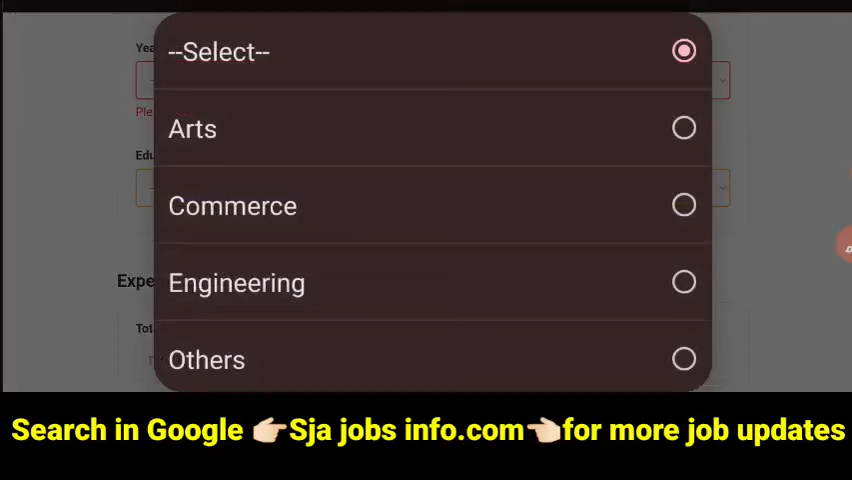 --Select--
Arts
Commerce
Engineering
Others
Search in Google 👉🏻Sja jobs info.com👈🏻for more job updates